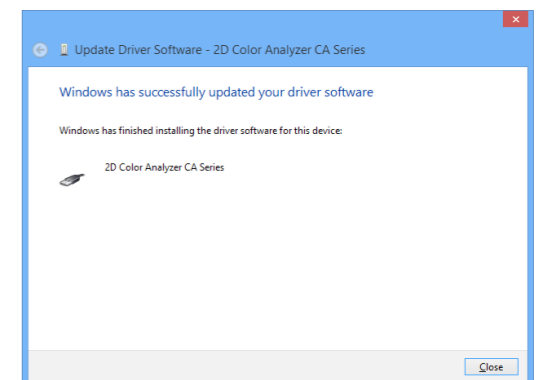 Update Driver Software - 2D Color Analyzer CA Series
Windows has successfully updated your driver software
Windows has finished installing the driver software for this device:
2D Color Analyzer CA Series
Close